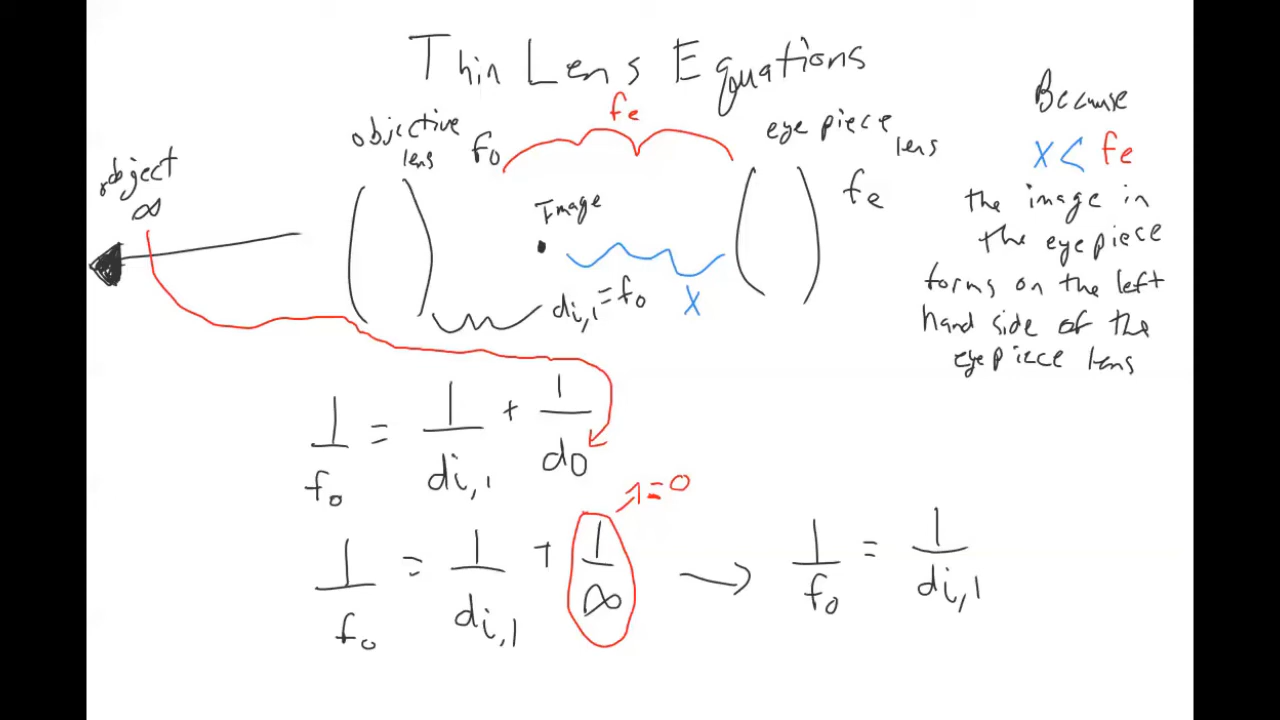 Thin Lens Equations
fe
objective lens
fo
eyepiece lens
fe
object
∞
Image
di,1 = fo
x
Because
x < fe
the image in
the eyepiece
forms on the left
hand side of the
eyepiece lens
1/fo = 1/di,1 + 1/do
1/fo = 1/di,1 + 1/∞ → 1/fo = 1/di,1
= 0